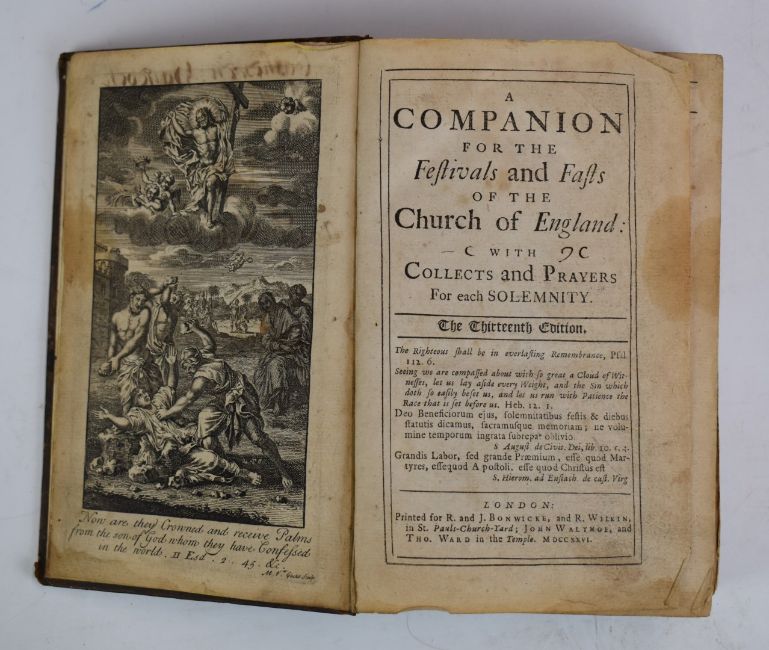 Now are they Crowned and receive Palms
from the son of God whom they have Confessed
in the world. II Esd. 2. 45. &c
A
COMPANION
FOR THE
Feſtivals and Faſts
OF THE
Church of England:
WITH
COLLECTS and PRAYERS
For each SOLEMNITY.
The Thirteenth Edition.
The Righteous ſhall be in everlaſting Remembrance, Pſal.
112. 6.
Seeing we are compaſſed about with ſo great a Cloud of Wit-
neſſes, let us lay aſide every Weight, and the Sin which
doth ſo eaſily beſet us, and let us run with Patience the
Race that is ſet before us. Heb. 12. 1.
Deo Beneficiorum ejus, ſolemnitatibus feſtis & diebus
ſtatutis dicamus, ſacramuſque memoriam; ne volu-
mine temporum ingrata ſubrepat oblivio.
S. Auguſt de Civit. Dei, lib. 10. c. 4.
Grandis Labor, ſed grande Præmium, eſſe quod Mar-
tyres, eſſe quod Apoſtoli, eſſe quod Chriſtus eſt
S. Hierom. ad Euſtach. de cuſt. Virg
LONDON:
Printed for R. and J. BONWICKE, and R. WILKIN,
in St. Pauls-Church-Yard; JOHN WALTHOE, and
THO. WARD in the Temple. MDCCXXVI.